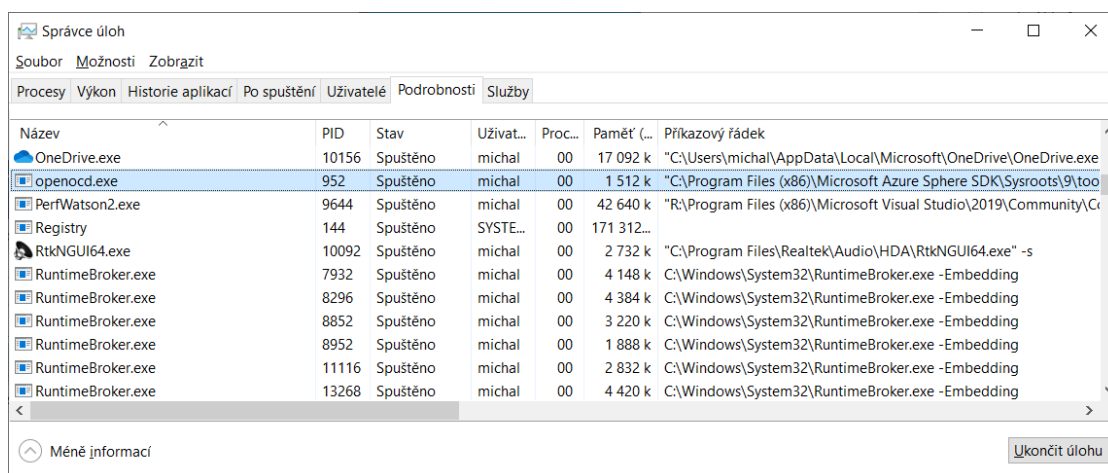 Správce úloh
Soubor Možnosti Zobrazit
Procesy Výkon Historie aplikací Po spuštění Uživatelé Podrobnosti Služby
Název PID Stav Uživat... Proc... Paměť (... Příkazový řádek
OneDrive.exe 10156 Spuštěno michal 00 17 092 k "C:\Users\michal\AppData\Local\Microsoft\OneDrive\OneDrive.exe
openocd.exe 952 Spuštěno michal 00 1 512 k "C:\Program Files (x86)\Microsoft Azure Sphere SDK\Sysroots\9\too
PerfWatson2.exe 9644 Spuštěno michal 00 42 640 k "R:\Program Files (x86)\Microsoft Visual Studio\2019\Community\Co
Registry 144 Spuštěno SYSTE... 00 171 312...
RtkNGUI64.exe 10092 Spuštěno michal 00 2 732 k "C:\Program Files\Realtek\Audio\HDA\RtkNGUI64.exe" -s
RuntimeBroker.exe 7932 Spuštěno michal 00 4 148 k C:\Windows\System32\RuntimeBroker.exe -Embedding
RuntimeBroker.exe 8296 Spuštěno michal 00 4 384 k C:\Windows\System32\RuntimeBroker.exe -Embedding
RuntimeBroker.exe 8852 Spuštěno michal 00 3 220 k C:\Windows\System32\RuntimeBroker.exe -Embedding
RuntimeBroker.exe 8952 Spuštěno michal 00 1 888 k C:\Windows\System32\RuntimeBroker.exe -Embedding
RuntimeBroker.exe 11116 Spuštěno michal 00 2 832 k C:\Windows\System32\RuntimeBroker.exe -Embedding
RuntimeBroker.exe 13268 Spuštěno michal 00 4 420 k C:\Windows\System32\RuntimeBroker.exe -Embedding
Méně informací
Ukončit úlohu